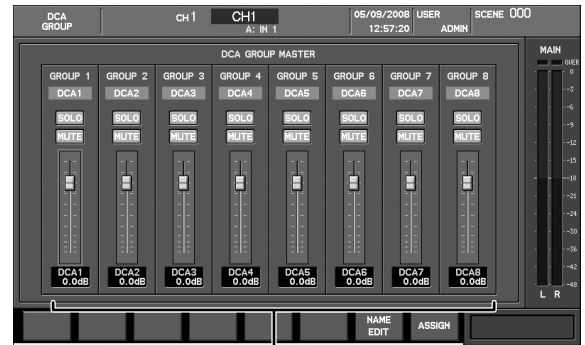 DCA GROUP CH 1 CH1 A: IN 1 05/09/2008 12:57:20 USER ADMIN SCENE 000
DCA GROUP MASTER
MAIN
GROUP 1 GROUP 2 GROUP 3 GROUP 4 GROUP 5 GROUP 6 GROUP 7 GROUP 8
DCA1 DCA2 DCA3 DCA4 DCA5 DCA6 DCA7 DCA8
SOLO SOLO SOLO SOLO SOLO SOLO SOLO SOLO
MUTE MUTE MUTE MUTE MUTE MUTE MUTE MUTE
OVER
0
-3
-6
-9
-12
-15
-18
-21
-24
-30
-36
-42
-48
DCA1 DCA2 DCA3 DCA4 DCA5 DCA6 DCA7 DCA8
0.0dB 0.0dB 0.0dB 0.0dB 0.0dB 0.0dB 0.0dB 0.0dB
L R
NAME EDIT ASSIGN